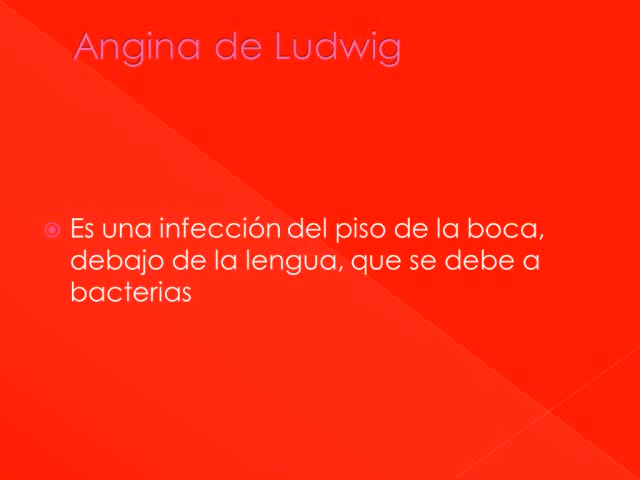 Angina de Ludwig
Es una infección del piso de la boca,
debajo de la lengua, que se debe a
bacterias